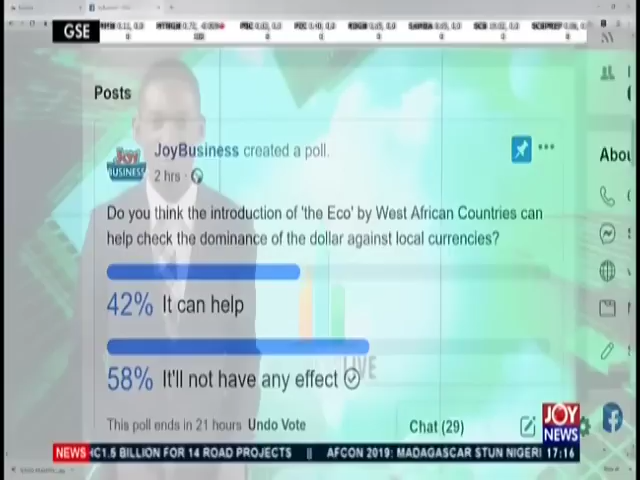 GSE
Posts
JoyBusiness created a poll.
2 hrs
Joy
BUSINESS
Do you think the introduction of 'the Eco' by West African Countries can
help check the dominance of the dollar against local currencies?
42% It can help
58% It'll not have any effect
LIVE
This poll ends in 21 hours Undo Vote
Chat (29)
Abou
JOY
NEWS
NEWS
C1.5 BILLION FOR 14 ROAD PROJECTS || AFCON 2019: MADAGASCAR STUN NIGERI
17:16